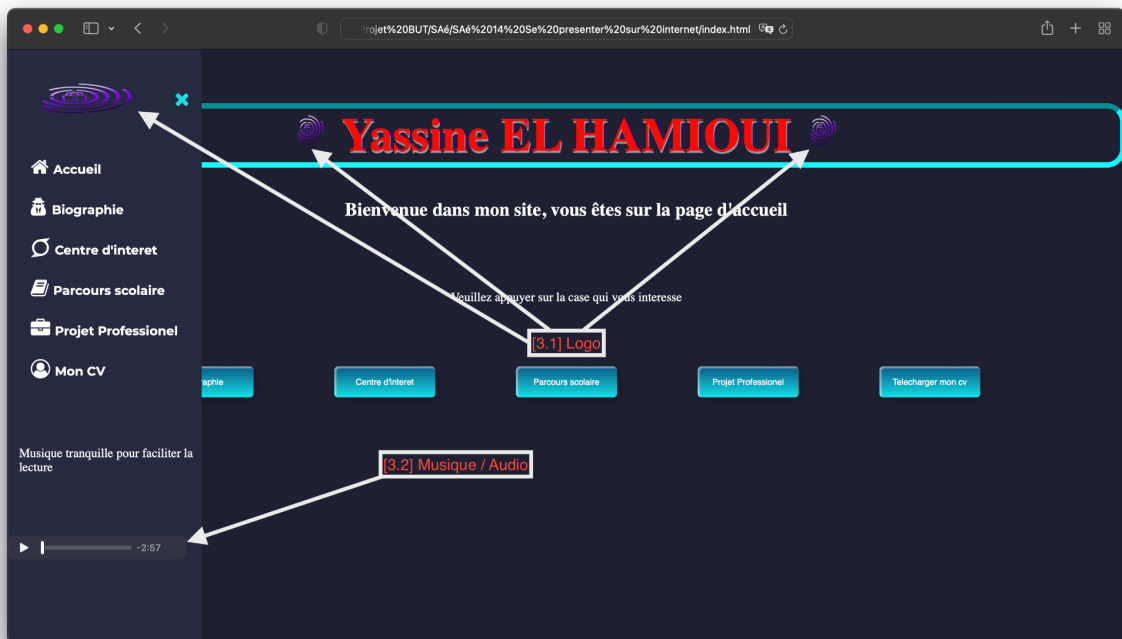 rojet%20BUT/SAé/SAé%2014%20Se%20presenter%20sur%20internet/index.html
Yassine EL HAMIOUI
Accueil
Biographie
Centre d'interet
Parcours scolaire
Projet Professionel
Mon CV
Bienvenue dans mon site, vous êtes sur la page d'accueil
Veuillez appuyer sur la case qui vous interesse
[3.1] Logo
raphie
Centre d'interet
Parcours scolaire
Projet Professionel
Telecharger mon cv
Musique tranquille pour faciliter la
lecture
[3.2] Musique / Audio
-2:57